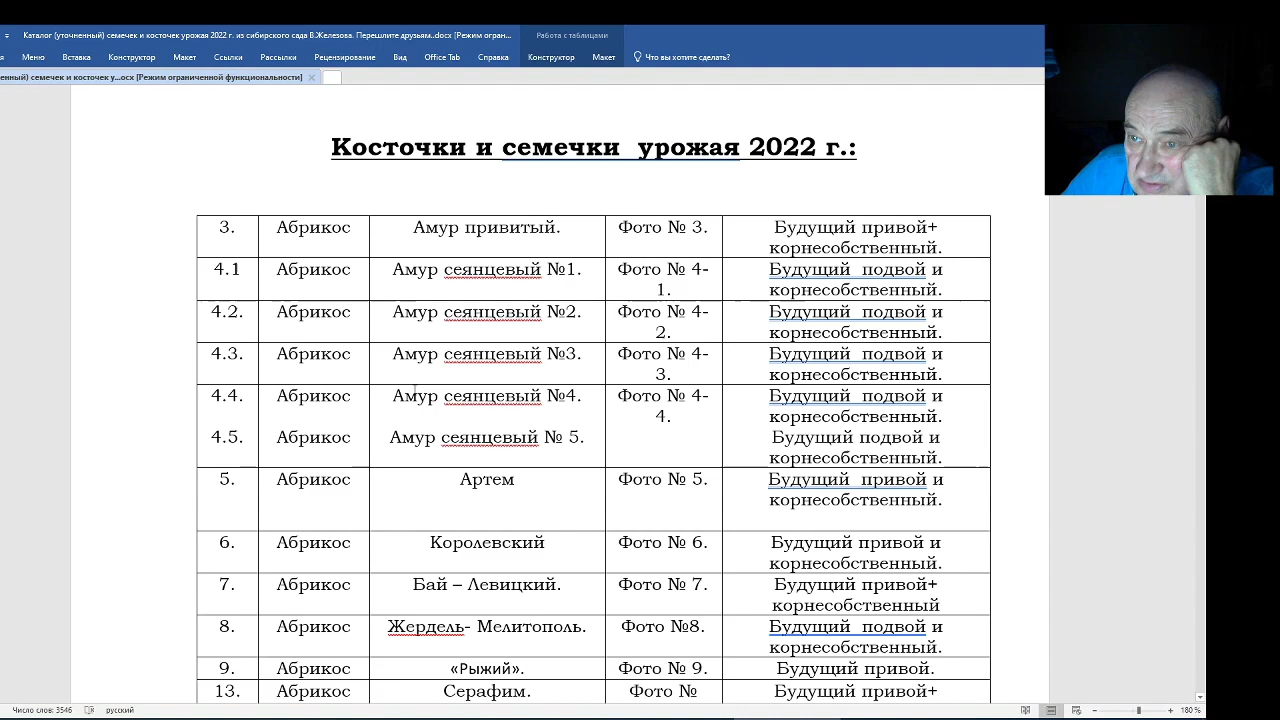 Каталог (уточненный) семечек и косточек урожая 2022 г. из сибирского сада В.Железова. Перешлите друзьям..docx [Режим огран...
Работа с таблицами
Меню Вставка Конструктор Макет Ссылки Рассылки Рецензирование Вид Office Tab Справка Конструктор Макет Что вы хотите сделать?
енный) семечек и косточек у...ocx [Режим ограниченной функциональности]
Косточки и семечки урожая 2022 г.:
3. Абрикос Амур привитый. Фото № 3. Будущий привой+
корнесобственный.
4.1 Абрикос Амур сеянцевый №1. Фото № 4- Будущий подвой и
1. корнесобственный.
4.2. Абрикос Амур сеянцевый №2. Фото № 4- Будущий подвой и
2. корнесобственный.
4.3. Абрикос Амур сеянцевый №3. Фото № 4- Будущий подвой и
3. корнесобственный.
4.4. Абрикос Амур сеянцевый №4. Фото № 4- Будущий подвой и
4. корнесобственный.
4.5. Абрикос Амур сеянцевый № 5. Будущий подвой и
корнесобственный.
5. Абрикос Артем Фото № 5. Будущий привой и
корнесобственный.
6. Абрикос Королевский Фото № 6. Будущий привой и
корнесобственный.
7. Абрикос Бай – Левицкий. Фото № 7. Будущий привой+
корнесобственный
8. Абрикос Жердель- Мелитополь. Фото №8. Будущий подвой и
корнесобственный.
9. Абрикос «Рыжий». Фото № 9. Будущий привой.
13. Абрикос Серафим. Фото № Будущий привой+
Число слов: 3546 русский 180 %